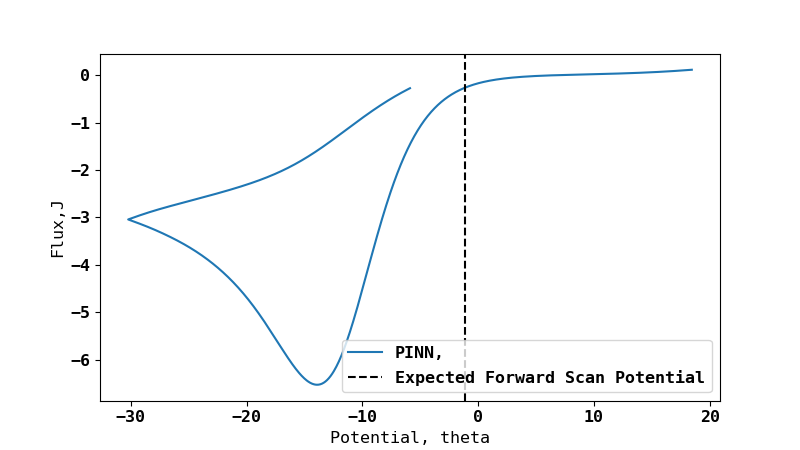 0
−1
−2
−3
−4
−5
−6
Flux,J
PINN,
Expected Forward Scan Potential
−30 −20 −10 0 10 20
Potential, theta